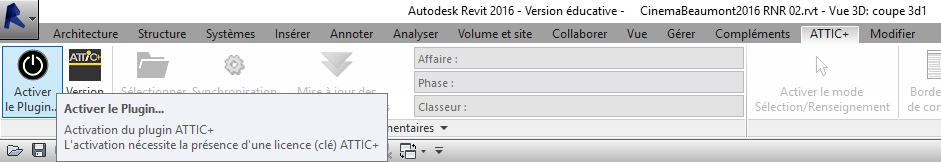 Autodesk Revit 2016 - Version éducative - CinemaBeaumont2016 RNR 02.rvt - Vue 3D: coupe 3d1
Architecture Structure Systèmes Insérer Annoter Analyser Volume et site Collaborer Vue Gérer Compléments ATTIC+ Modifier
Activer
le Plugin...
ATTIC+
Version
Sélectionner
Synchronisation
Mise à jour des
Affaire :
Phase :
Classeur :
Activer le mode
Sélection/Renseignement
Borde
de con
Activer le Plugin...
Activation du plugin ATTIC+
L'activation nécessite la présence d'une licence (clé) ATTIC+
mentaires